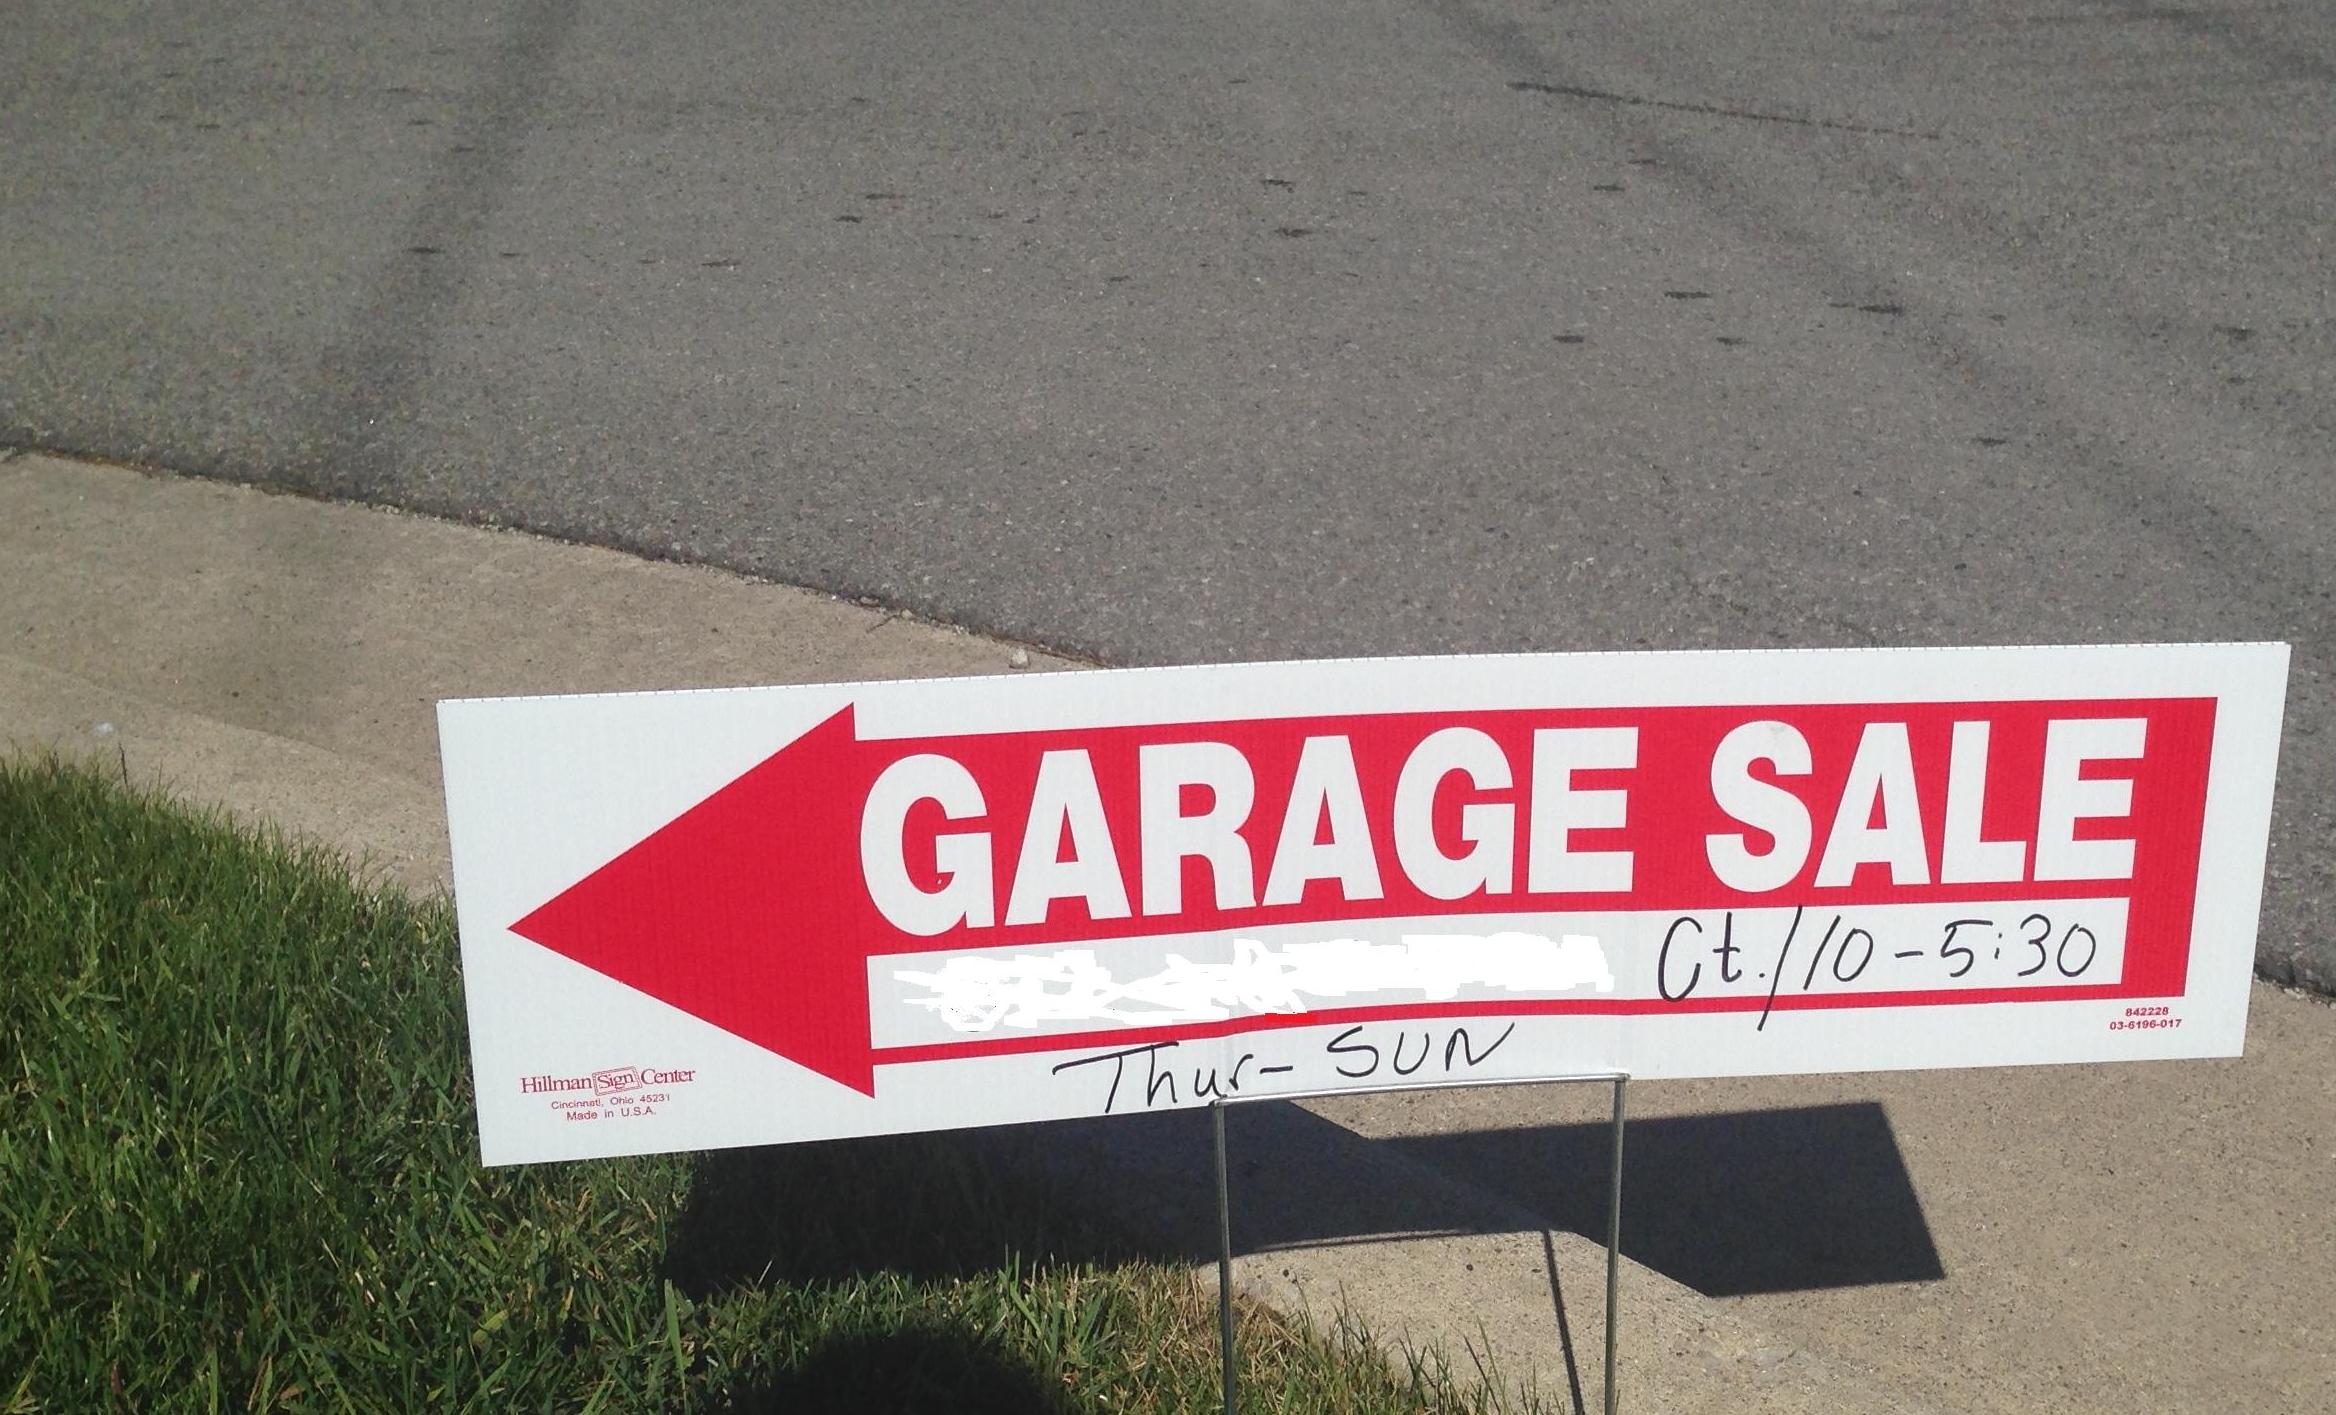 GARAGE SALE
Ct./10-5:30
Thur- SUN
842228
03-6196-017
Hillman Sign Center
Cincinnati, Ohio 45231
Made in U.S.A.